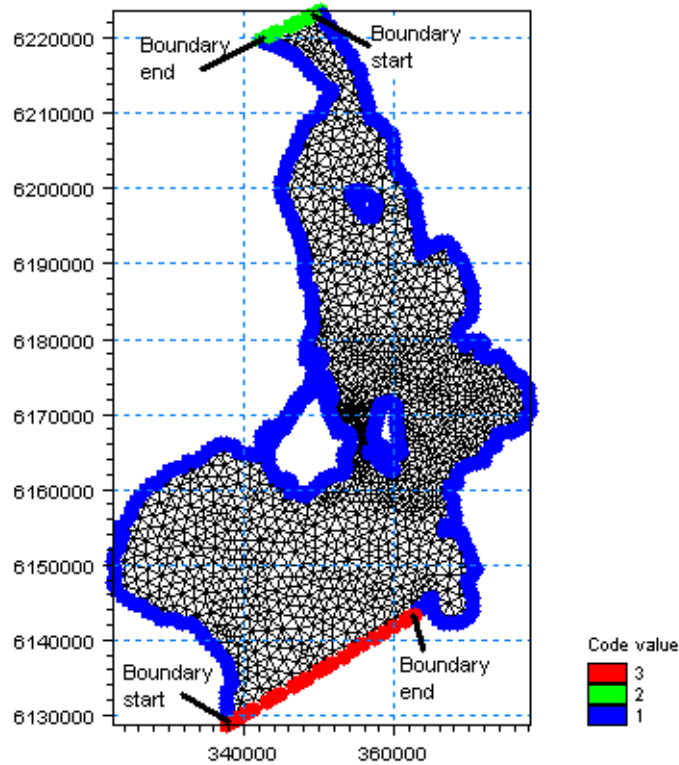 6220000
Boundary
end
Boundary
start
6210000
6200000
6190000
6180000
6170000
6160000
6150000
6140000
6130000
Boundary
start
Boundary
end
340000
360000
Code value
3
2
1